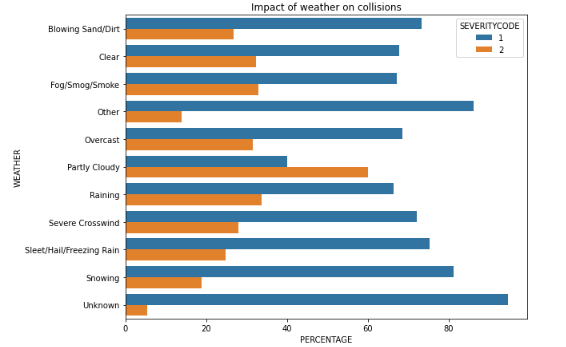 Impact of weather on collisions
SEVERITYCODE
1
2
WEATHER
Blowing Sand/Dirt
Clear
Fog/Smog/Smoke
Other
Overcast
Partly Cloudy
Raining
Severe Crosswind
Sleet/Hail/Freezing Rain
Snowing
Unknown
0 20 40 60 80
PERCENTAGE